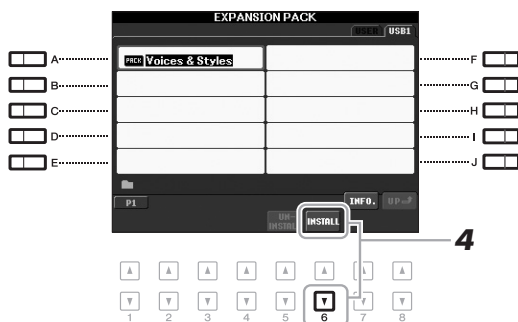 EXPANSION PACK
USER USB1
PACK Voices & Styles
A
B
C
D
E
F
G
H
I
J
P1
INFO. UP
UN-
INSTALL INSTALL
4
1 2 3 4 5 6 7 8